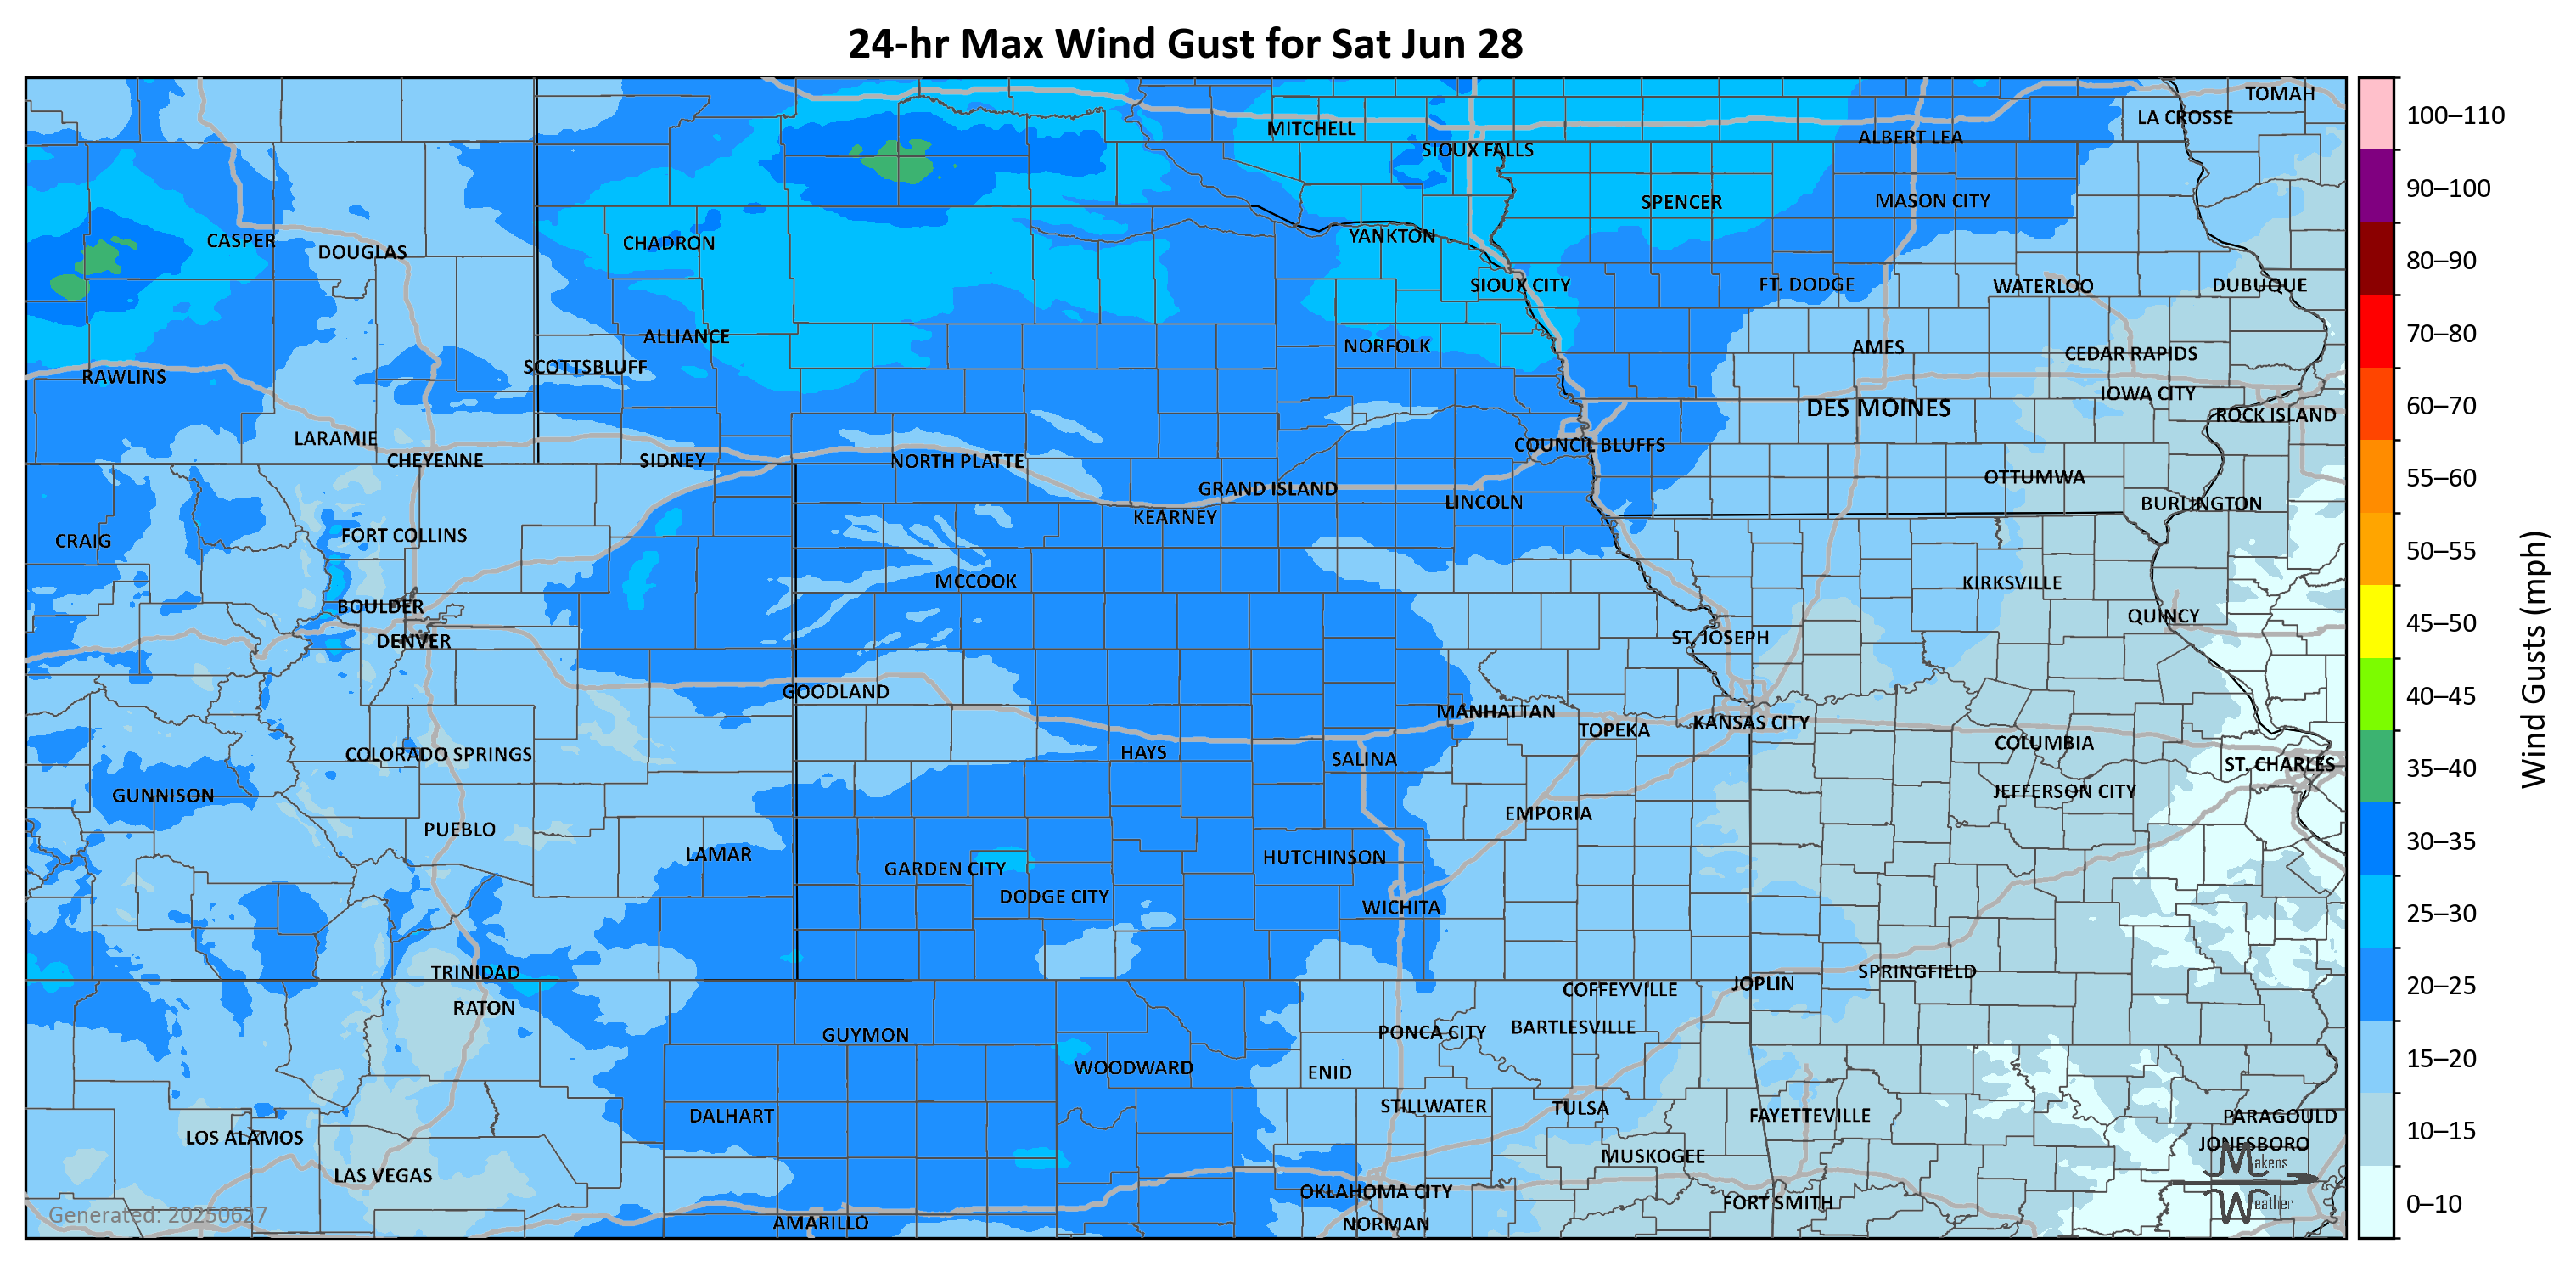 24-hr Max Wind Gust for Sat Jun 28
TOMAH
LA CROSSE
MITCHELL
ALBERT LEA
SIOUX FALLS
SPENCER
MASON CITY
CASPER
DOUGLAS
CHADRON
YANKTON
SIOUX CITY
FT. DODGE
WATERLOO
DUBUQUE
ALLIANCE
NORFOLK
AMES
CEDAR RAPIDS
SCOTTSBLUFF
RAWLINS
IOWA CITY
DES MOINES
ROCK ISLAND
LARAMIE
COUNCIL BLUFFS
CHEYENNE
SIDNEY
NORTH PLATTE
OTTUMWA
GRAND ISLAND
LINCOLN
BURLINGTON
KEARNEY
FORT COLLINS
CRAIG
MCCOOK
KIRKSVILLE
BOULDER
QUINCY
DENVER
ST. JOSEPH
GOODLAND
MANHATTAN
KANSAS CITY
TOPEKA
COLUMBIA
COLORADO SPRINGS
HAYS
SALINA
ST. CHARLES
GUNNISON
JEFFERSON CITY
EMPORIA
PUEBLO
LAMAR
HUTCHINSON
GARDEN CITY
DODGE CITY
WICHITA
TRINIDAD
SPRINGFIELD
JOPLIN
COFFEYVILLE
RATON
GUYMON
PONCA CITY
BARTLESVILLE
WOODWARD
ENID
STILLWATER
TULSA
DALHART
FAYETTEVILLE
PARAGOULD
LOS ALAMOS
JONESBORO
MUSKOGEE
LAS VEGAS
OKLAHOMA CITY
FORT SMITH
AMARILLO
NORMAN
Generated: 20250627
Makens
Weather
100–110
90–100
80–90
70–80
60–70
55–60
50–55
45–50
40–45
35–40
30–35
25–30
20–25
15–20
10–15
0–10
Wind Gusts (mph)